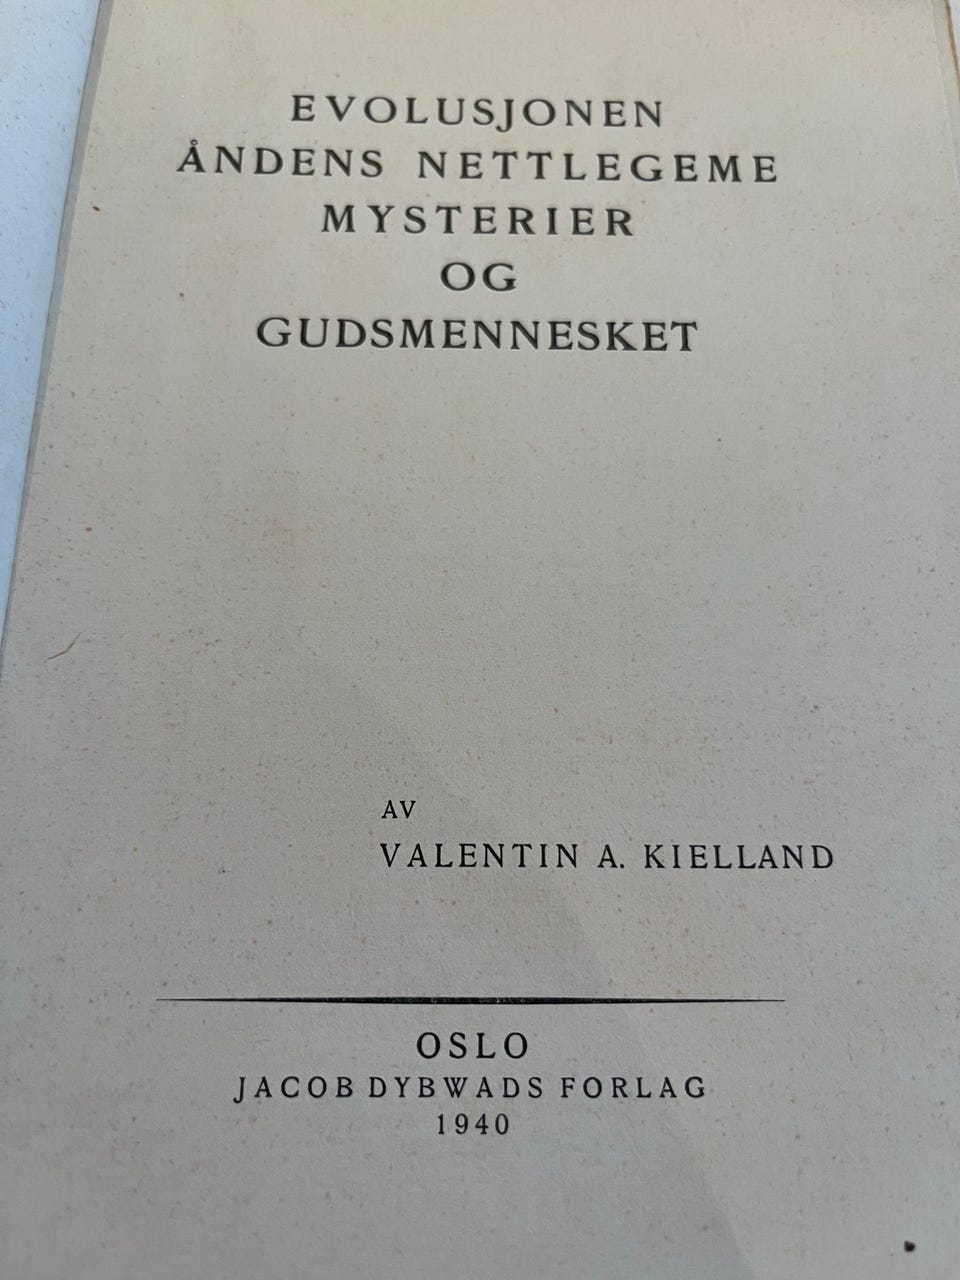 EVOLUSJONEN
ÅNDENS NETTLEGEME
MYSTERIER
OG
GUDSMENNESKET
AV
VALENTIN A. KIELLAND
OSLO
JACOB DYBWADS FORLAG
1940